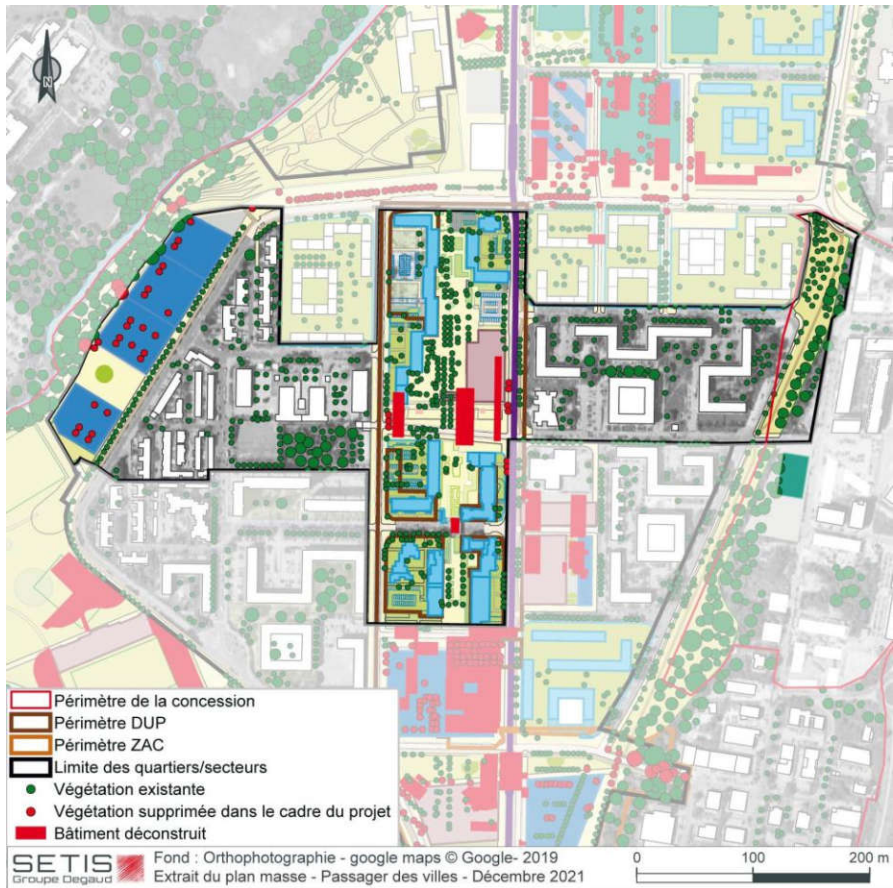 N
Périmètre de la concession
Périmètre DUP
Périmètre ZAC
Limite des quartiers/secteurs
Végétation existante
Végétation supprimée dans le cadre du projet
Bâtiment déconstruit
SETIS
Groupe Degaud
Fond : Orthophotographie - google maps © Google- 2019
Extrait du plan masse - Passager des villes - Décembre 2021
0 100 200 m